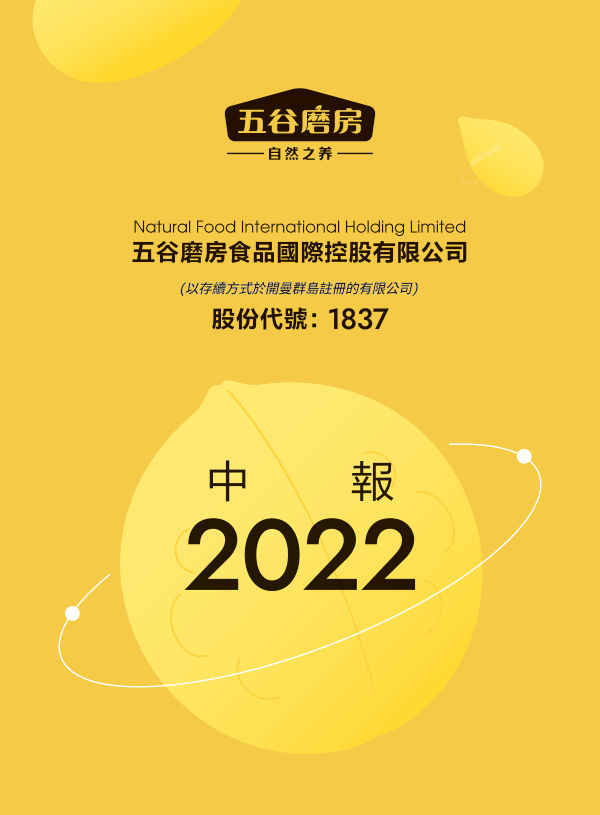 五谷磨房
自然之养
Natural Food International Holding Limited
五谷磨房食品國際控股有限公司
(以存續方式於開曼群島註冊的有限公司)
股份代號：1837
中 報
2022